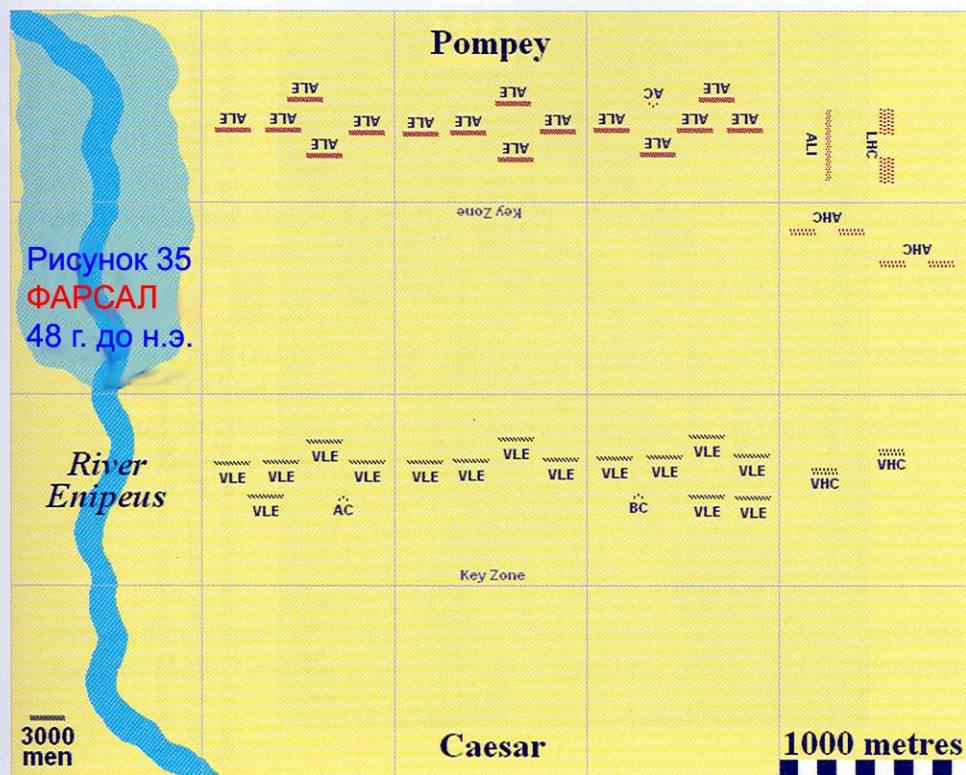 Pompey
ALE ALE AC ALE
ALE ALE ALE ALE ALE ALE ALE ALE ALE
ALE ALE ALE
ALI LHC
Key Zone
AHC
AHC
Рисунок 35
ФАРСАЛ
48 г. до н.э.
River
Enipeus
VLE VLE VLE
VLE VLE VLE VLE VLE VLE VLE VLE VLE
VHC
VHC
VLE AC BC VLE VLE
Key Zone
3000
men
Caesar
1000 metres